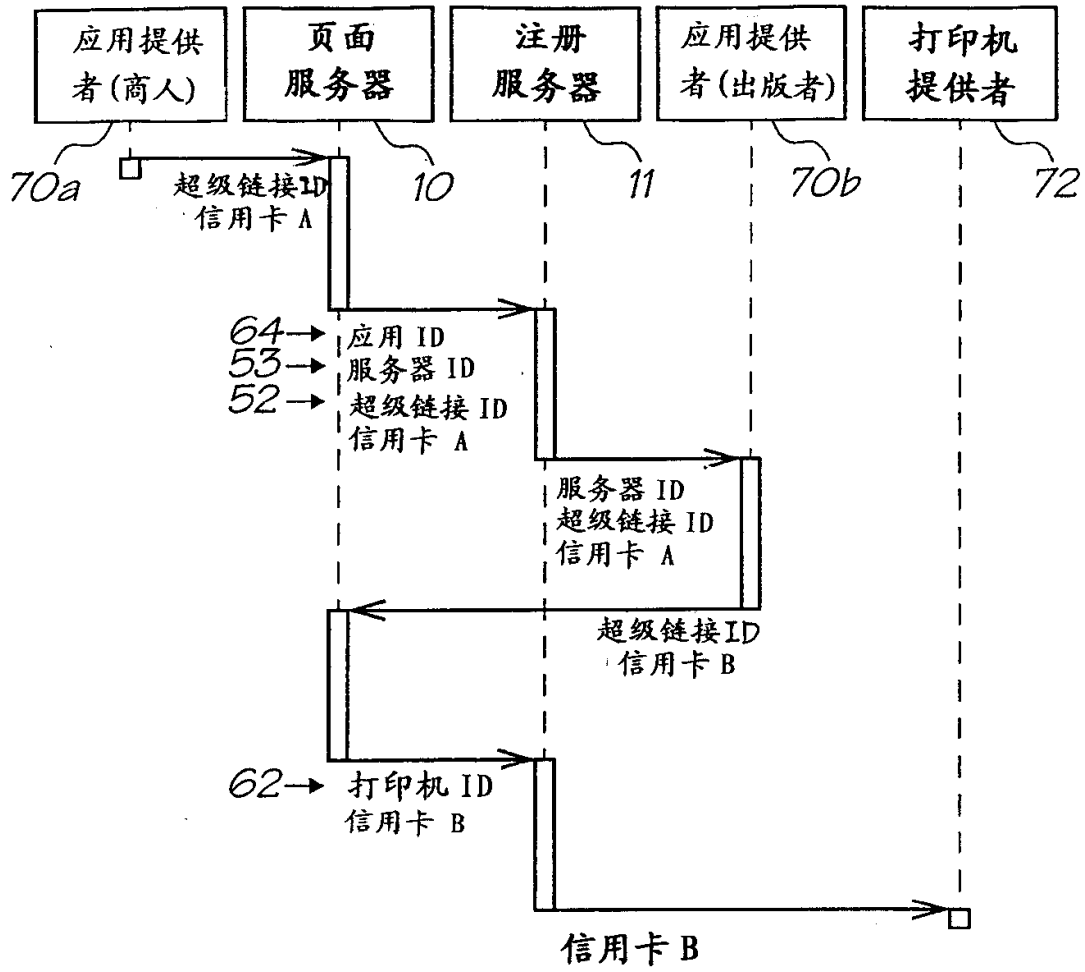 应用提供
者(商人)
页面
服务器
注册
服务器
应用提供
者(出版者)
打印机
提供者
70a
10
11
70b
72
超级链接ID
信用卡 A
64
应用 ID
53
服务器 ID
52
超级链接 ID
信用卡 A
服务器 ID
超级链接 ID
信用卡 A
超级链接ID
信用卡 B
62
打印机 ID
信用卡 B
信用卡 B